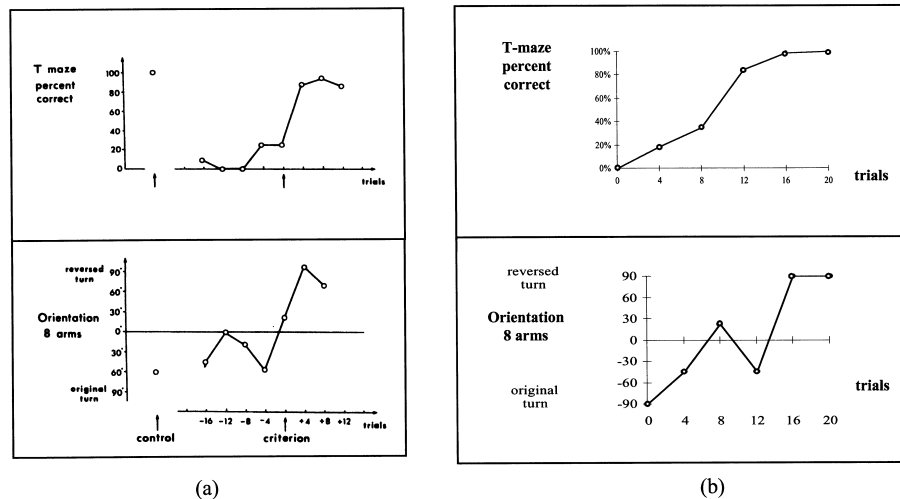 T maze
percent
correct
100
80
60
40
20
0
trials
reversed
turn
90°
60°
30°
Orientation
8 arms
0°
30°
60°
original
turn
90°
-16 -12 -8 -4 +4 +8 +12 trials
control criterion
(a)
T-maze
percent
correct
100%
80%
60%
40%
20%
0%
0 4 8 12 16 20
trials
reversed
turn
90
60
30
Orientation
8 arms
0
-30
-60
original
turn
-90
trials
0 4 8 12 16 20
(b)